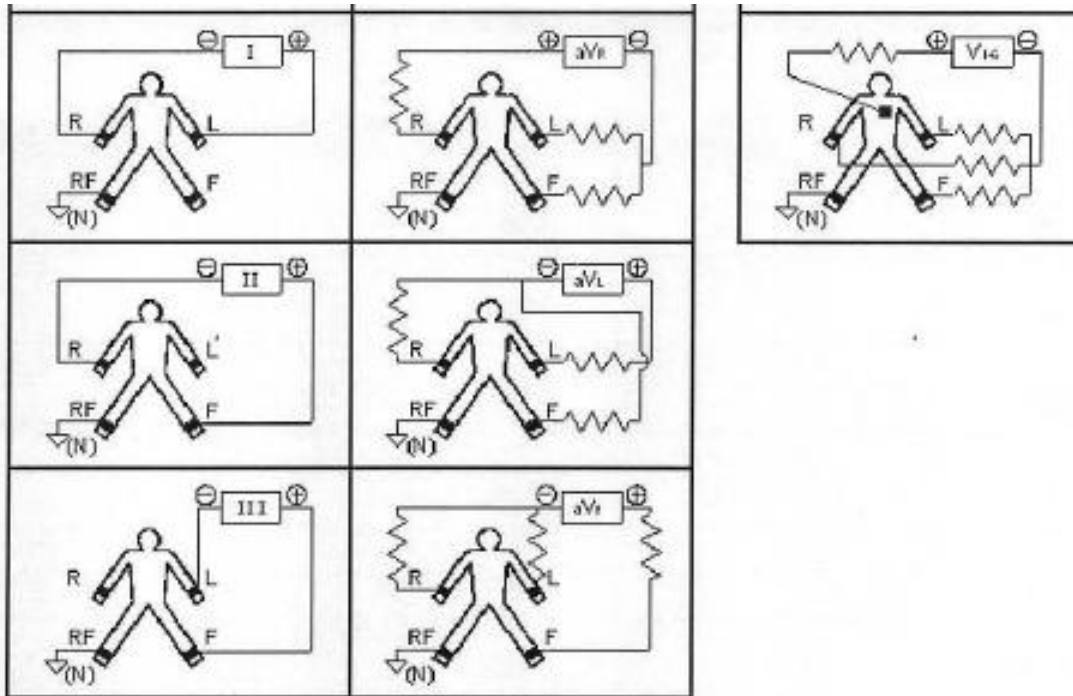 ⊖ I ⊕
R L
RF F
(N)
⊕ aVR ⊖
R L
RF F
(N)
⊕ V1-6 ⊖
R L
RF F
(N)
⊖ II ⊕
R L'
RF F
(N)
⊖ aVL ⊕
R L
RF F
(N)
⊖ III ⊕
R L
RF F
(N)
⊖ aVF ⊕
R L
RF F
(N)